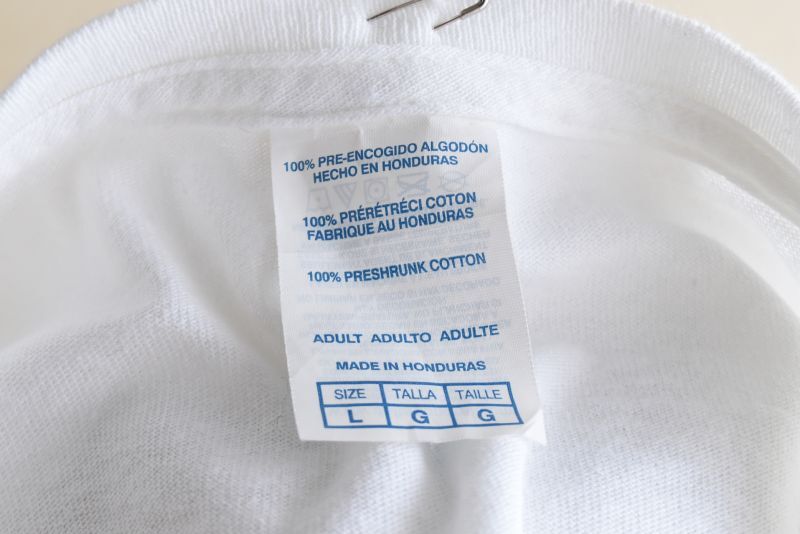 100% PRE-ENCOGIDO ALGODÓN
HECHO EN HONDURAS
100% PRÉRÉTRÉCI COTON
FABRIQUE AU HONDURAS
100% PRESHRUNK COTTON
ADULT ADULTO ADULTE
MADE IN HONDURAS
SIZE TALLA TAILLE
L G G